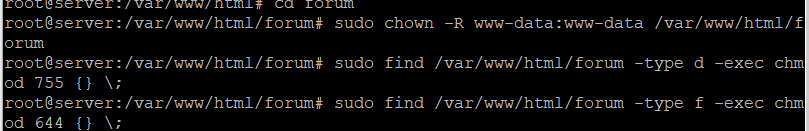 root@server:/var/www/html# cd forum
root@server:/var/www/html/forum# sudo chown -R www-data:www-data /var/www/html/f
orum
root@server:/var/www/html/forum# sudo find /var/www/html/forum -type d -exec chm
od 755 {} \;
root@server:/var/www/html/forum# sudo find /var/www/html/forum -type f -exec chm
od 644 {} \;